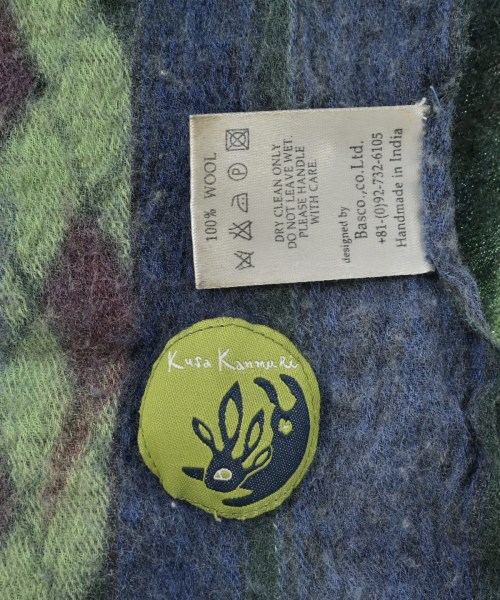 100% WOOL
DRY CLEAN ONLY
DO NOT LEAVE WET.
PLEASE HANDLE
WITH CARE.
designed by
Basco.,co.Ltd.
+81-(0)92-732-6105
Handmade in India
Kusa Kanmuri